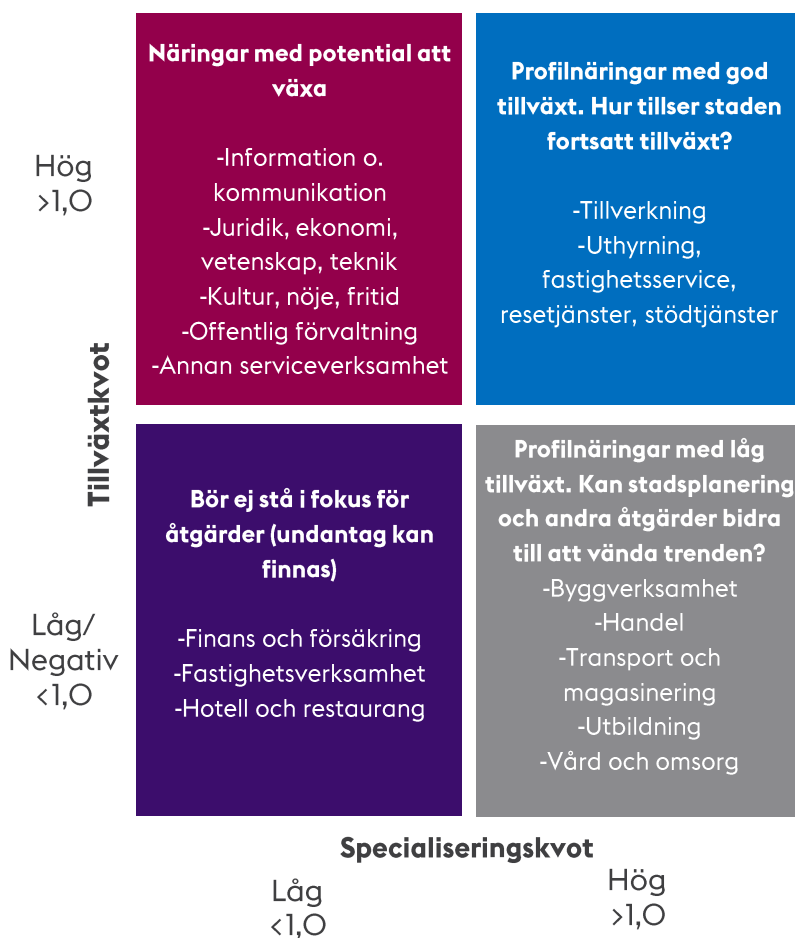 Näringar med potential att
växa
-Information o.
kommunikation
-Juridik, ekonomi,
vetenskap, teknik
-Kultur, nöje, fritid
-Offentlig förvaltning
-Annan serviceverksamhet
Profilnäringar med god
tillväxt. Hur tillser staden
fortsatt tillväxt?
-Tillverkning
-Uthyrning,
fastighetsservice,
resetjänster, stödtjänster
Hög
>1,0
Tillväxtkvot
Låg/
Negativ
<1,0
Bör ej stå i fokus för
åtgärder (undantag kan
finnas)
-Finans och försäkring
-Fastighetsverksamhet
-Hotell och restaurang
Profilnäringar med låg
tillväxt. Kan stadsplanering
och andra åtgärder bidra
till att vända trenden?
-Byggverksamhet
-Handel
-Transport och
magasinering
-Utbildning
-Vård och omsorg
Specialiseringskvot
Låg
<1,0
Hög
>1,0